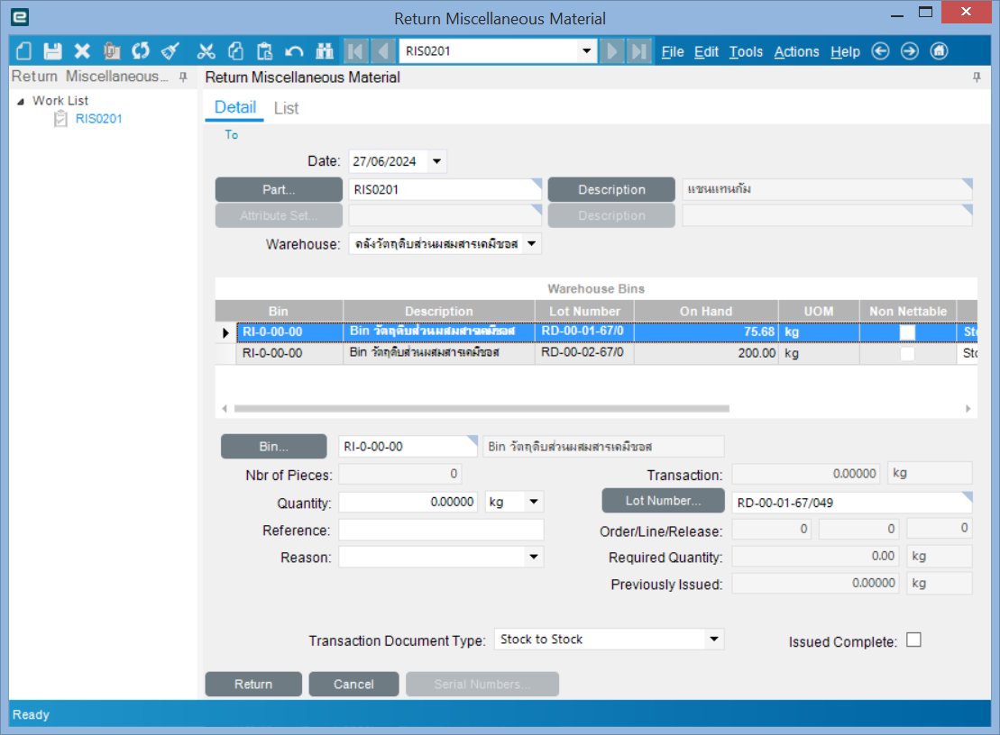 Return Miscellaneous Material
RIS0201 File Edit Tools Actions Help
Return Miscellaneous... Return Miscellaneous Material
Work List
RIS0201
Detail List
To
Date: 27/06/2024
Part... RIS0201 Description แซนแทนกัม
Attribute Set... Description
Warehouse: คลังวัตถุดิบส่วนผสมสารเคมีซอส
Warehouse Bins
Bin Description Lot Number On Hand UOM Non Nettable
RI-0-00-00 Bin วัตถุดิบส่วนผสมสารเคมีซอส RD-00-01-67/0 75.68 kg Sto
RI-0-00-00 Bin วัตถุดิบส่วนผสมสารเคมีซอส RD-00-02-67/0 200.00 kg Sto
Bin... RI-0-00-00 Bin วัตถุดิบส่วนผสมสารเคมีซอส
Nbr of Pieces: 0 Transaction: 0.00000 kg
Quantity: 0.00000 kg Lot Number... RD-00-01-67/049
Reference: Order/Line/Release: 0 0 0
Reason: Required Quantity: 0.00 kg
Previously Issued: 0.00000 kg
Transaction Document Type: Stock to Stock Issued Complete:
Return Cancel Serial Numbers...
Ready